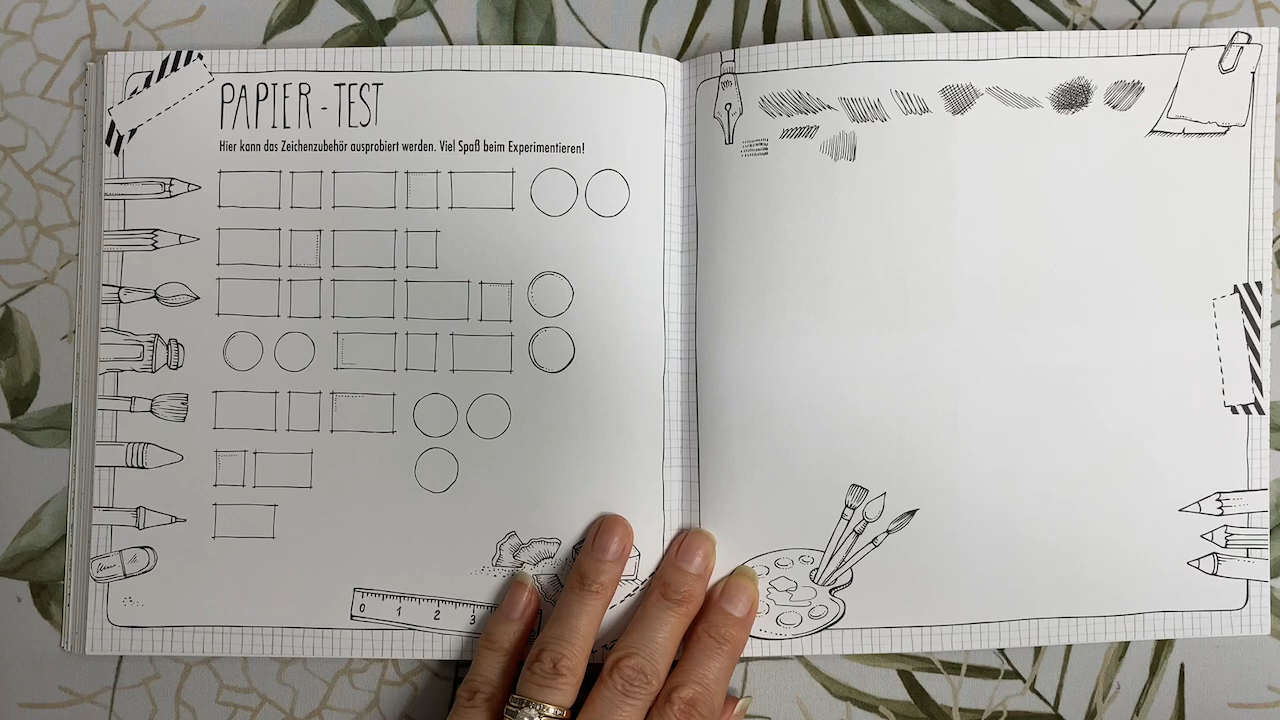 PAPIER-TEST
Hier kann das Zeichenzubehör ausprobiert werden. Viel Spaß beim Experimentieren!
0 1 2 3